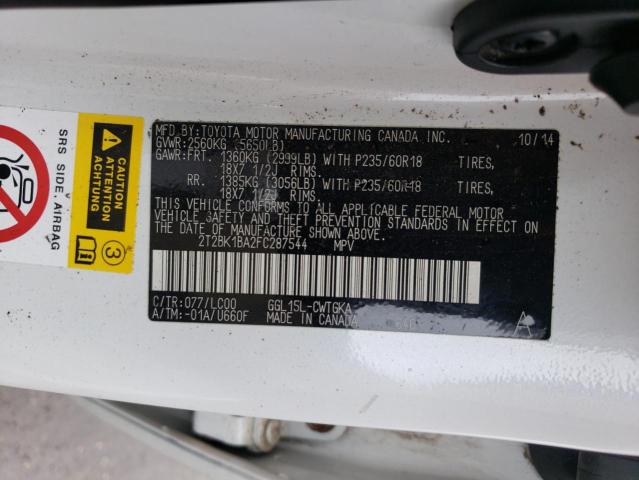 MFD. BY: TOYOTA MOTOR MANUFACTURING CANADA INC. 10/14
GVWR: 2560KG (5650LB)
GAWR: FRT. 1360KG (2999LB) WITH P235/60R18 TIRES,
18X7 1/2J RIMS.
RR. 1385KG (3056LB) WITH P235/60R18 TIRES,
18X7 1/2J RIMS.
THIS VEHICLE CONFORMS TO ALL APPLICABLE FEDERAL MOTOR
VEHICLE SAFETY AND THEFT PREVENTION STANDARDS IN EFFECT ON
THE DATE OF MANUFACTURE SHOWN ABOVE.
2T2BK1BA2FC287544 MPV
C/TR: 077/LC00 GGL15L-CWTGKA
A/TM: -01A/U660F MADE IN CANADA
A
CAUTION
ATTENTION
SRS SIDE AIRBAG
3